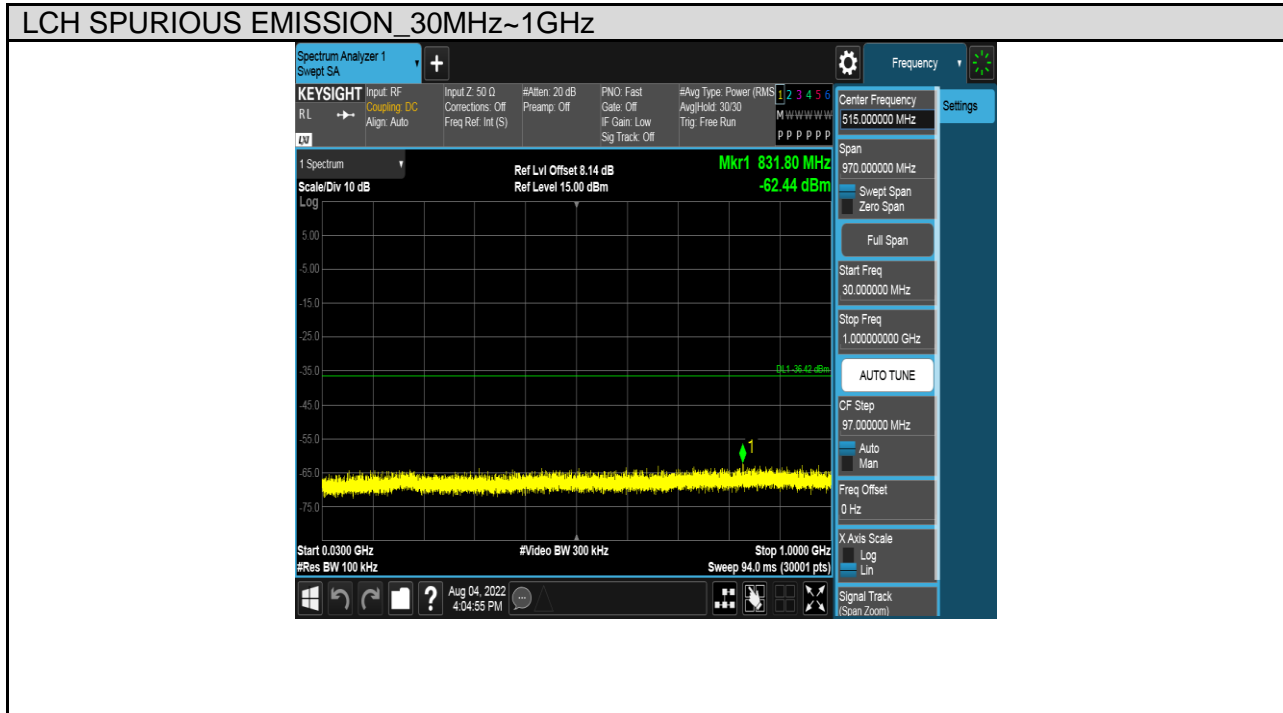 LCH SPURIOUS EMISSION_30MHz~1GHz
Spectrum Analyzer 1
Swept SA
Frequency
KEYSIGHT
RL
LXI
Input: RF
Coupling: DC
Align: Auto
Input Z: 50 Ω
Corrections: Off
Freq Ref: Int (S)
#Atten: 20 dB
Preamp: Off
PNO: Fast
Gate: Off
IF Gain: Low
Sig Track: Off
#Avg Type: Power (RMS
Avg|Hold: 30/30
Trig: Free Run
1 2 3 4 5 6
M W W W W W
P P P P P P
1 Spectrum
Scale/Div 10 dB
Log
Ref Lvl Offset 8.14 dB
Ref Level 15.00 dBm
Mkr1 831.80 MHz
-62.44 dBm
5.00
-5.00
-15.0
-25.0
-35.0
DL1 -36.42 dBm
-45.0
-55.0
1
-65.0
-75.0
Start 0.0300 GHz
#Res BW 100 kHz
#Video BW 300 kHz
Stop 1.0000 GHz
Sweep 94.0 ms (30001 pts)
?
Aug 04, 2022
4:04:55 PM
Center Frequency
515.000000 MHz
Settings
Span
970.000000 MHz
Swept Span
Zero Span
Full Span
Start Freq
30.000000 MHz
Stop Freq
1.000000000 GHz
AUTO TUNE
CF Step
97.000000 MHz
Auto
Man
Freq Offset
0 Hz
X Axis Scale
Log
Lin
Signal Track
(Span Zoom)